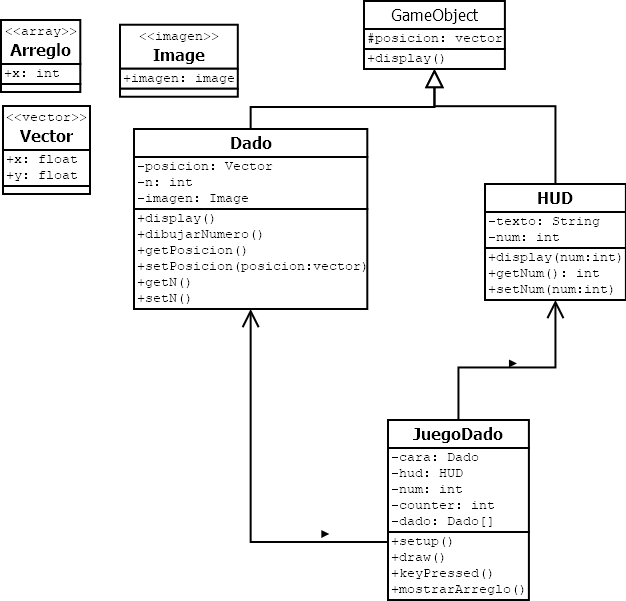 <<array>>
Arreglo
+x: int
<<vector>>
Vector
+x: float
+y: float
<<imagen>>
Image
+imagen: image
GameObject
#posicion: vector
+display()
Dado
-posicion: Vector
-n: int
-imagen: Image
+display()
+dibujarNumero()
+getPosicion()
+setPosicion(posicion:vector)
+getN()
+setN()
HUD
-texto: String
-num: int
+display(num:int)
+getNum(): int
+setNum(num:int)
JuegoDado
-cara: Dado
-hud: HUD
-num: int
-counter: int
-dado: Dado[]
+setup()
+draw()
+keyPressed()
+mostrarArreglo()